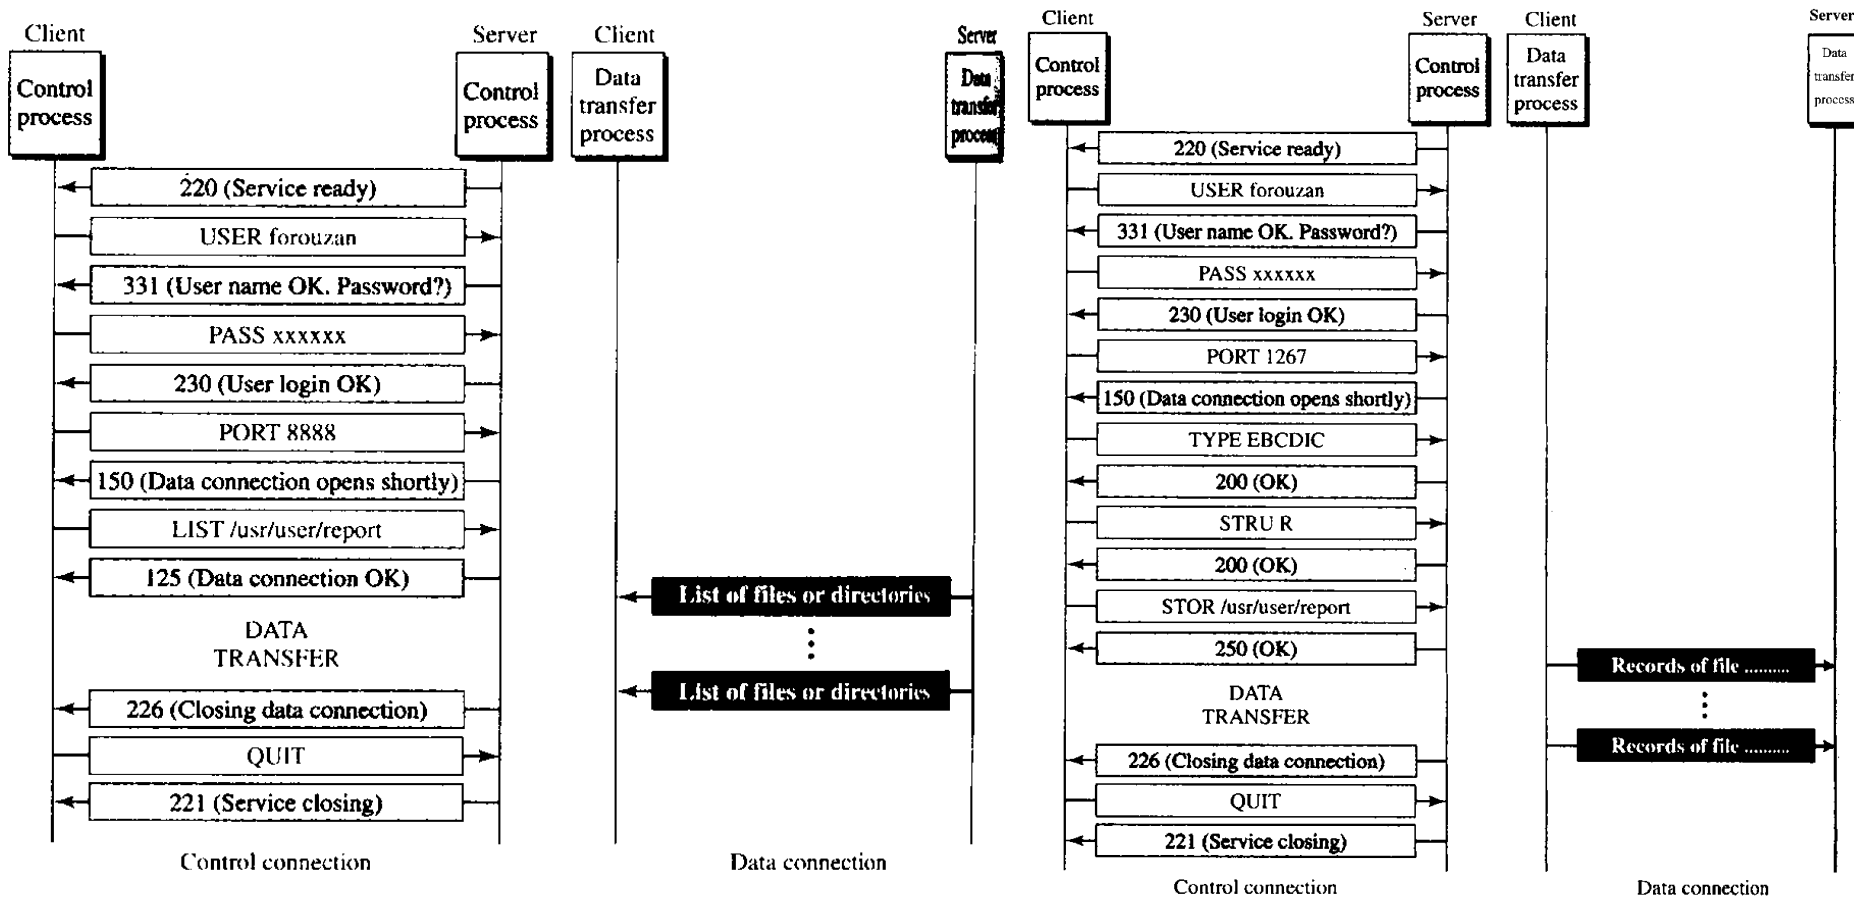 Client
Control
process
Server
Control
process
220 (Service ready)
USER forouzan
331 (User name OK. Password?)
PASS xxxxxx
230 (User login OK)
PORT 8888
150 (Data connection opens shortly)
LIST /usr/user/report
125 (Data connection OK)
DATA
TRANSFER
226 (Closing data connection)
QUIT
221 (Service closing)
Control connection
Client
Data
transfer
process
Server
Data
transfer
process
List of files or directories
List of files or directories
Data connection
Client
Control
process
Server
Control
process
220 (Service ready)
USER forouzan
331 (User name OK. Password?)
PASS xxxxxx
230 (User login OK)
PORT 1267
150 (Data connection opens shortly)
TYPE EBCDIC
200 (OK)
STRU R
200 (OK)
STOR /usr/user/report
250 (OK)
DATA
TRANSFER
226 (Closing data connection)
QUIT
221 (Service closing)
Control connection
Client
Data
transfer
process
Server
Data
transfer
process
Records of file ..........
Records of file ..........
Data connection